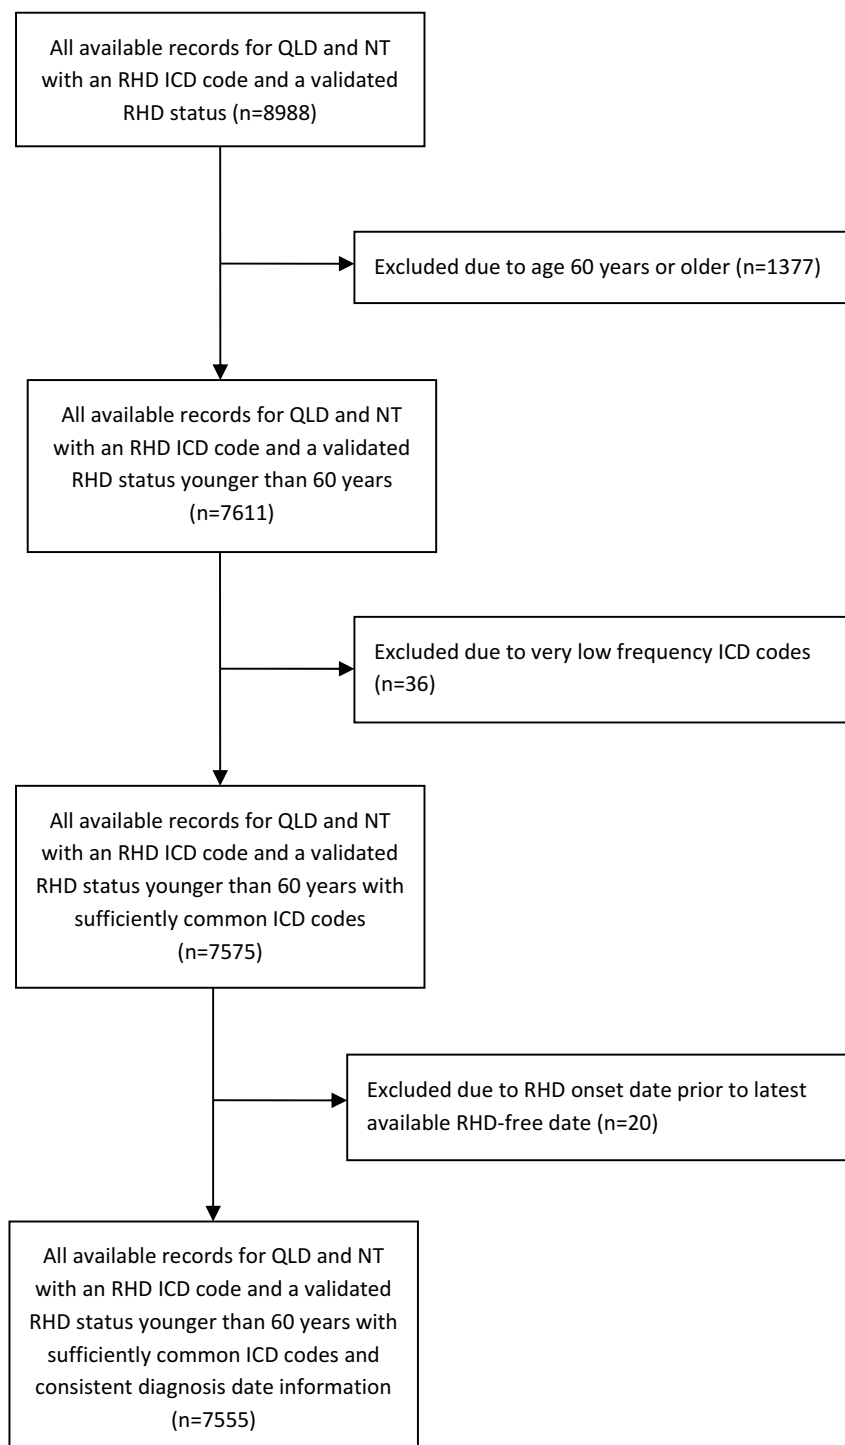 All available records for QLD and NT
with an RHD ICD code and a validated
RHD status (n=8988)
Excluded due to age 60 years or older (n=1377)
All available records for QLD and NT
with an RHD ICD code and a validated
RHD status younger than 60 years
(n=7611)
Excluded due to very low frequency ICD codes
(n=36)
All available records for QLD and NT
with an RHD ICD code and a validated
RHD status younger than 60 years with
sufficiently common ICD codes
(n=7575)
Excluded due to RHD onset date prior to latest
available RHD-free date (n=20)
All available records for QLD and NT
with an RHD ICD code and a validated
RHD status younger than 60 years with
sufficiently common ICD codes and
consistent diagnosis date information
(n=7555)